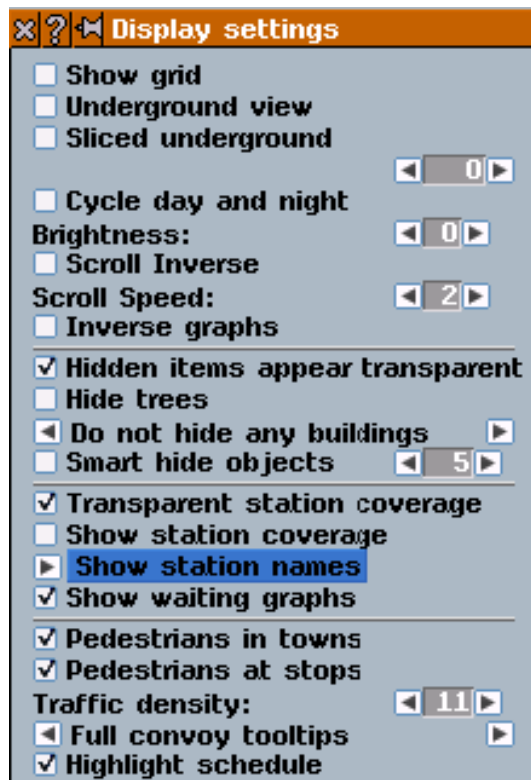 Display settings
Show grid
Underground view
Sliced underground
0
Cycle day and night
Brightness: 0
Scroll Inverse
Scroll Speed: 2
Inverse graphs
Hidden items appear transparent
Hide trees
Do not hide any buildings
Smart hide objects 5
Transparent station coverage
Show station coverage
Show station names
Show waiting graphs
Pedestrians in towns
Pedestrians at stops
Traffic density: 11
Full convoy tooltips
Highlight schedule